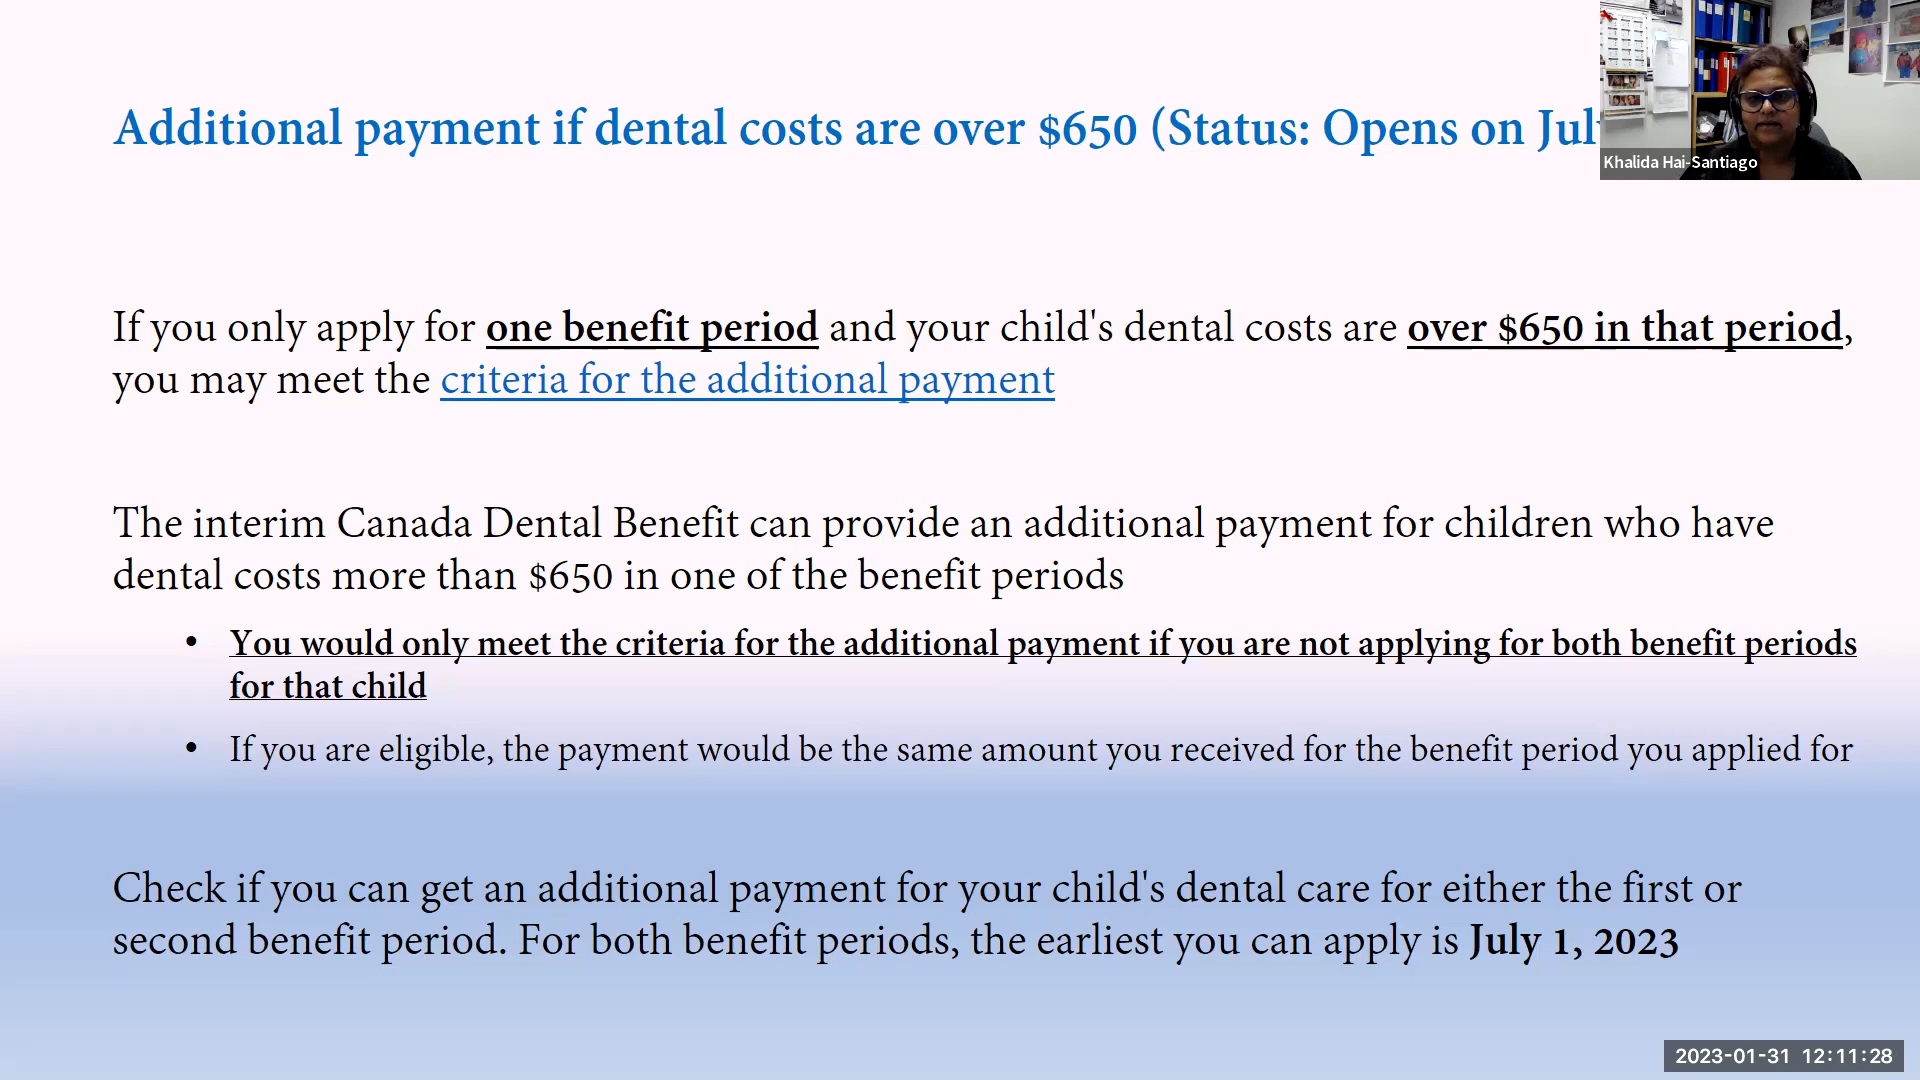 Additional payment if dental costs are over $650 (Status: Opens on
Khalida Hai-Santiago
If you only apply for one benefit period and your child's dental costs are over $650 in that period,
you may meet the criteria for the additional payment
The interim Canada Dental Benefit can provide an additional payment for children who have
dental costs more than $650 in one of the benefit periods
• You would only meet the criteria for the additional payment if you are not applying for both benefit periods
for that child
• If you are eligible, the payment would be the same amount you received for the benefit period you applied for
Check if you can get an additional payment for your child's dental care for either the first or
second benefit period. For both benefit periods, the earliest you can apply is July 1, 2023
2023-01-31 12:11:28